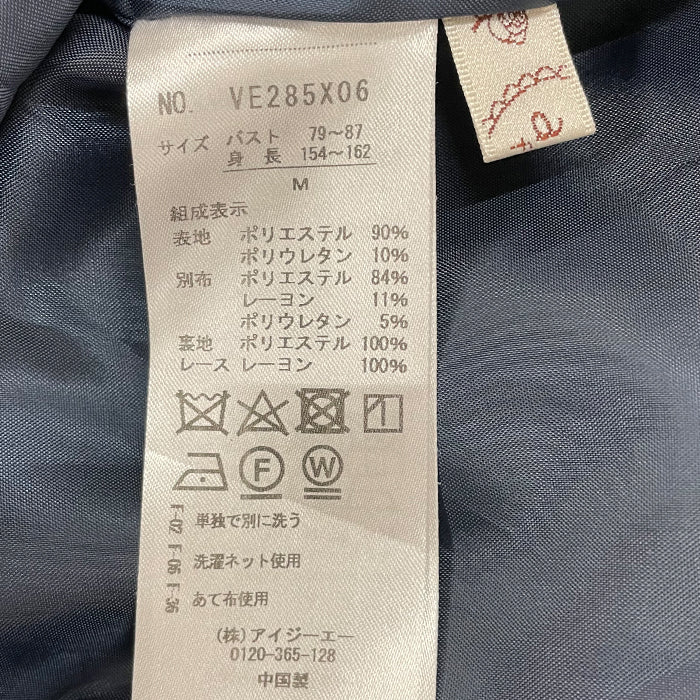 NO. VE285X06
サイズ バスト 79〜87
身長 154〜162
M
組成表示
表地 ポリエステル 90%
ポリウレタン 10%
別布 ポリエステル 84%
レーヨン 11%
ポリウレタン 5%
裏地 ポリエステル 100%
レース レーヨン 100%
F W
F-02 単独で別に洗う
F-05 洗濯ネット使用
F-36 あて布使用
(株)アイジーエー
0120-365-128
中国製